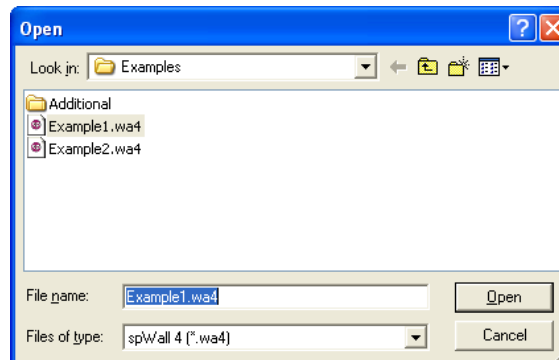 Open
Look in: Examples
Additional
Example1.wa4
Example2.wa4
File name: Example1.wa4 Open
Files of type: spWall 4 (*.wa4) Cancel